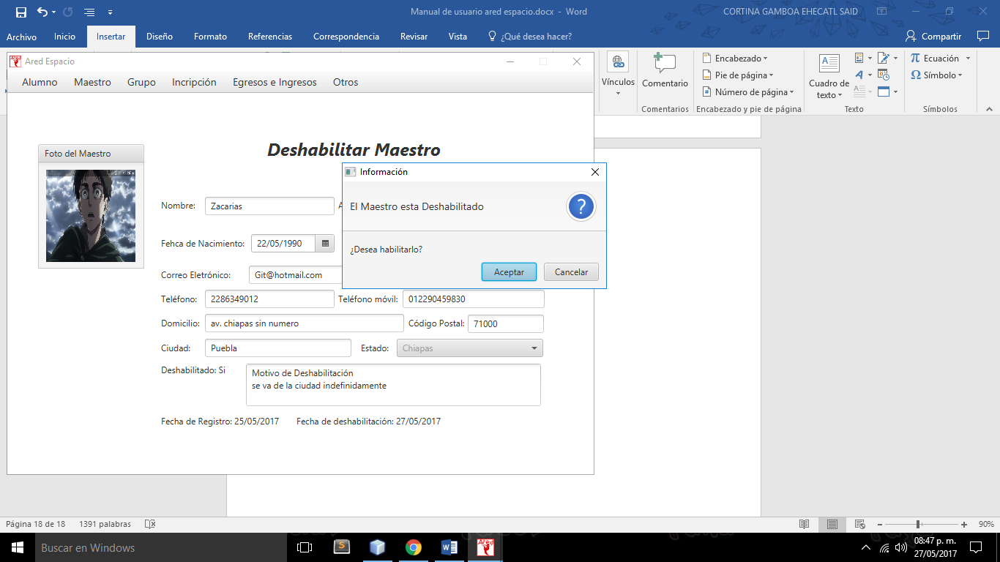 Manual de usuario ared espacio.docx - Word
CORTINA GAMBOA EHECATL SAID
Archivo Inicio Insertar Diseño Formato Referencias Correspondencia Revisar Vista ¿Qué desea hacer? Compartir
Ared Espacio
Alumno Maestro Grupo Incripción Egresos e Ingresos Otros
Vínculos
Comentario
Comentarios
Encabezado
Pie de página
Número de página
Encabezado y pie de página
Cuadro de
texto
Texto
Ecuación
Símbolo
Símbolos
Deshabilitar Maestro
Foto del Maestro
Información
El Maestro esta Deshabilitado
¿Desea habilitarlo?
Aceptar Cancelar
Nombre: Zacarias A
Fehca de Nacimiento: 22/05/1990
Correo Eletrónico: Git@hotmail.com
Teléfono: 2286349012 Teléfono móvil: 012290459830
Domicilio: av. chiapas sin numero Código Postal: 71000
Ciudad: Puebla Estado: Chiapas
Deshabilitado: Si
Motivo de Deshabilitación
se va de la ciudad indefinidamente
Fecha de Registro: 25/05/2017 Fecha de deshabilitación: 27/05/2017
Página 18 de 18 1391 palabras 90%
Buscar en Windows
Ared
08:47 p. m.
27/05/2017